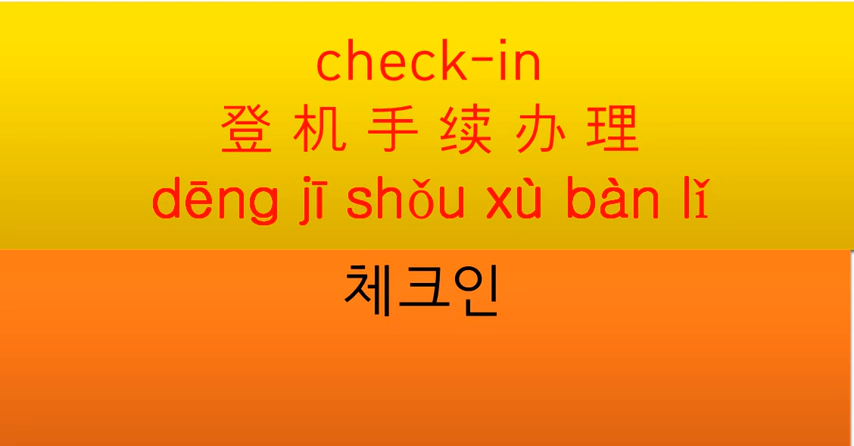 check-in
登 机 手 续 办 理
dēng jī shǒu xù bàn lǐ
체크인